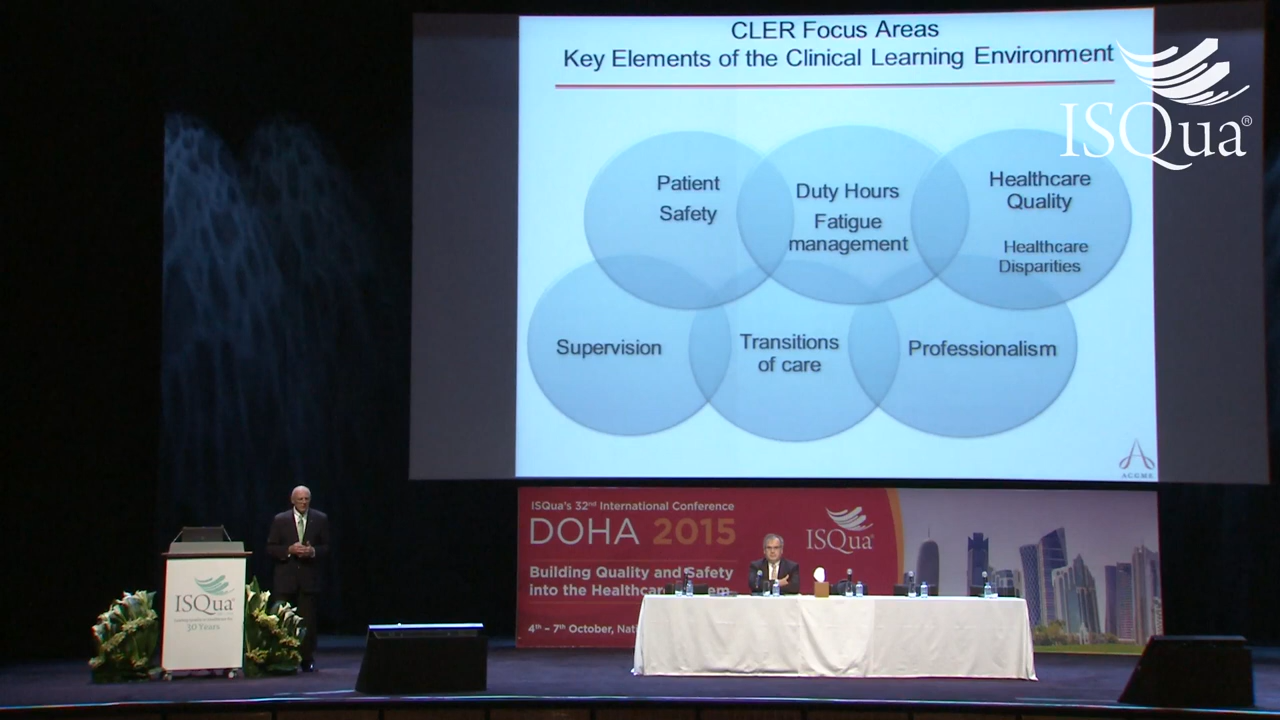 CLER Focus Areas
Key Elements of the Clinical Learning Environment
ISQua®
Patient
Safety
Duty Hours
Fatigue
management
Healthcare
Quality
Healthcare
Disparities
Supervision
Transitions
of care
Professionalism
ACGME
ISQua's 32nd International Conference
DOHA 2015
ISQua
Building Quality and Safety
into the Healthcare
4th – 7th October,
ISQua
30 Years